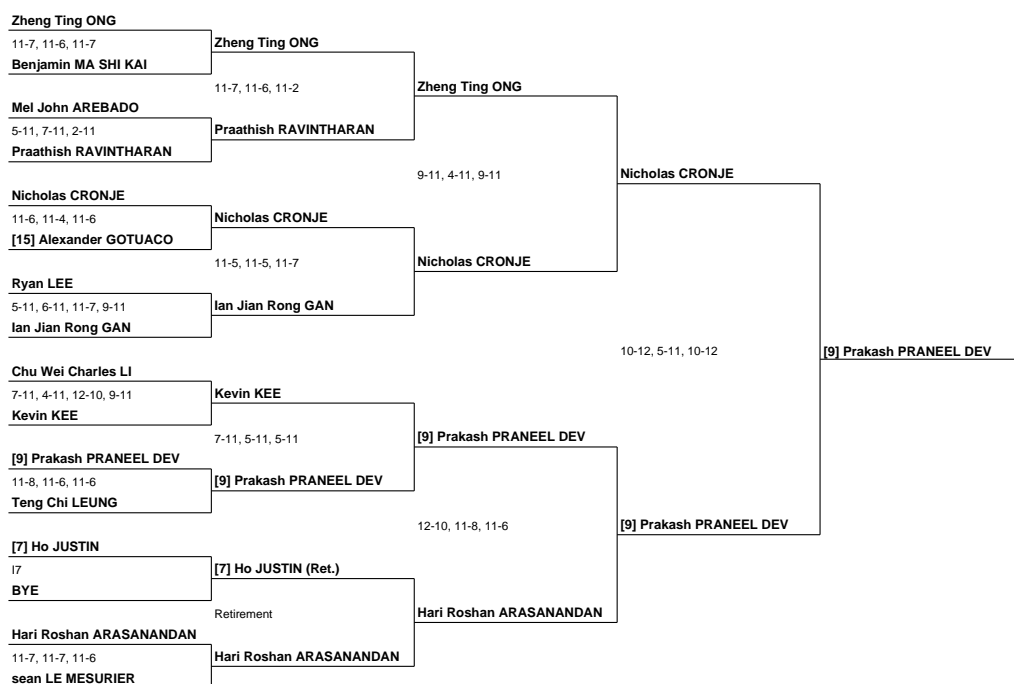 Zheng Ting ONG
11-7, 11-6, 11-7
Benjamin MA SHI KAI
Mel John AREBADO
5-11, 7-11, 2-11
Praathish RAVINTHARAN
Nicholas CRONJE
11-6, 11-4, 11-6
[15] Alexander GOTUACO
Ryan LEE
5-11, 6-11, 11-7, 9-11
Ian Jian Rong GAN
Chu Wei Charles LI
7-11, 4-11, 12-10, 9-11
Kevin KEE
[9] Prakash PRANEEL DEV
11-8, 11-6, 11-6
Teng Chi LEUNG
[7] Ho JUSTIN
I7
BYE
Hari Roshan ARASANANDAN
11-7, 11-7, 11-6
sean LE MESURIER
Zheng Ting ONG
11-7, 11-6, 11-2
Praathish RAVINTHARAN
Nicholas CRONJE
11-5, 11-5, 11-7
Ian Jian Rong GAN
Kevin KEE
7-11, 5-11, 5-11
[9] Prakash PRANEEL DEV
[7] Ho JUSTIN (Ret.)
Retirement
Hari Roshan ARASANANDAN
Zheng Ting ONG
9-11, 4-11, 9-11
Nicholas CRONJE
[9] Prakash PRANEEL DEV
12-10, 11-8, 11-6
Hari Roshan ARASANANDAN
Nicholas CRONJE
10-12, 5-11, 10-12
[9] Prakash PRANEEL DEV
[9] Prakash PRANEEL DEV